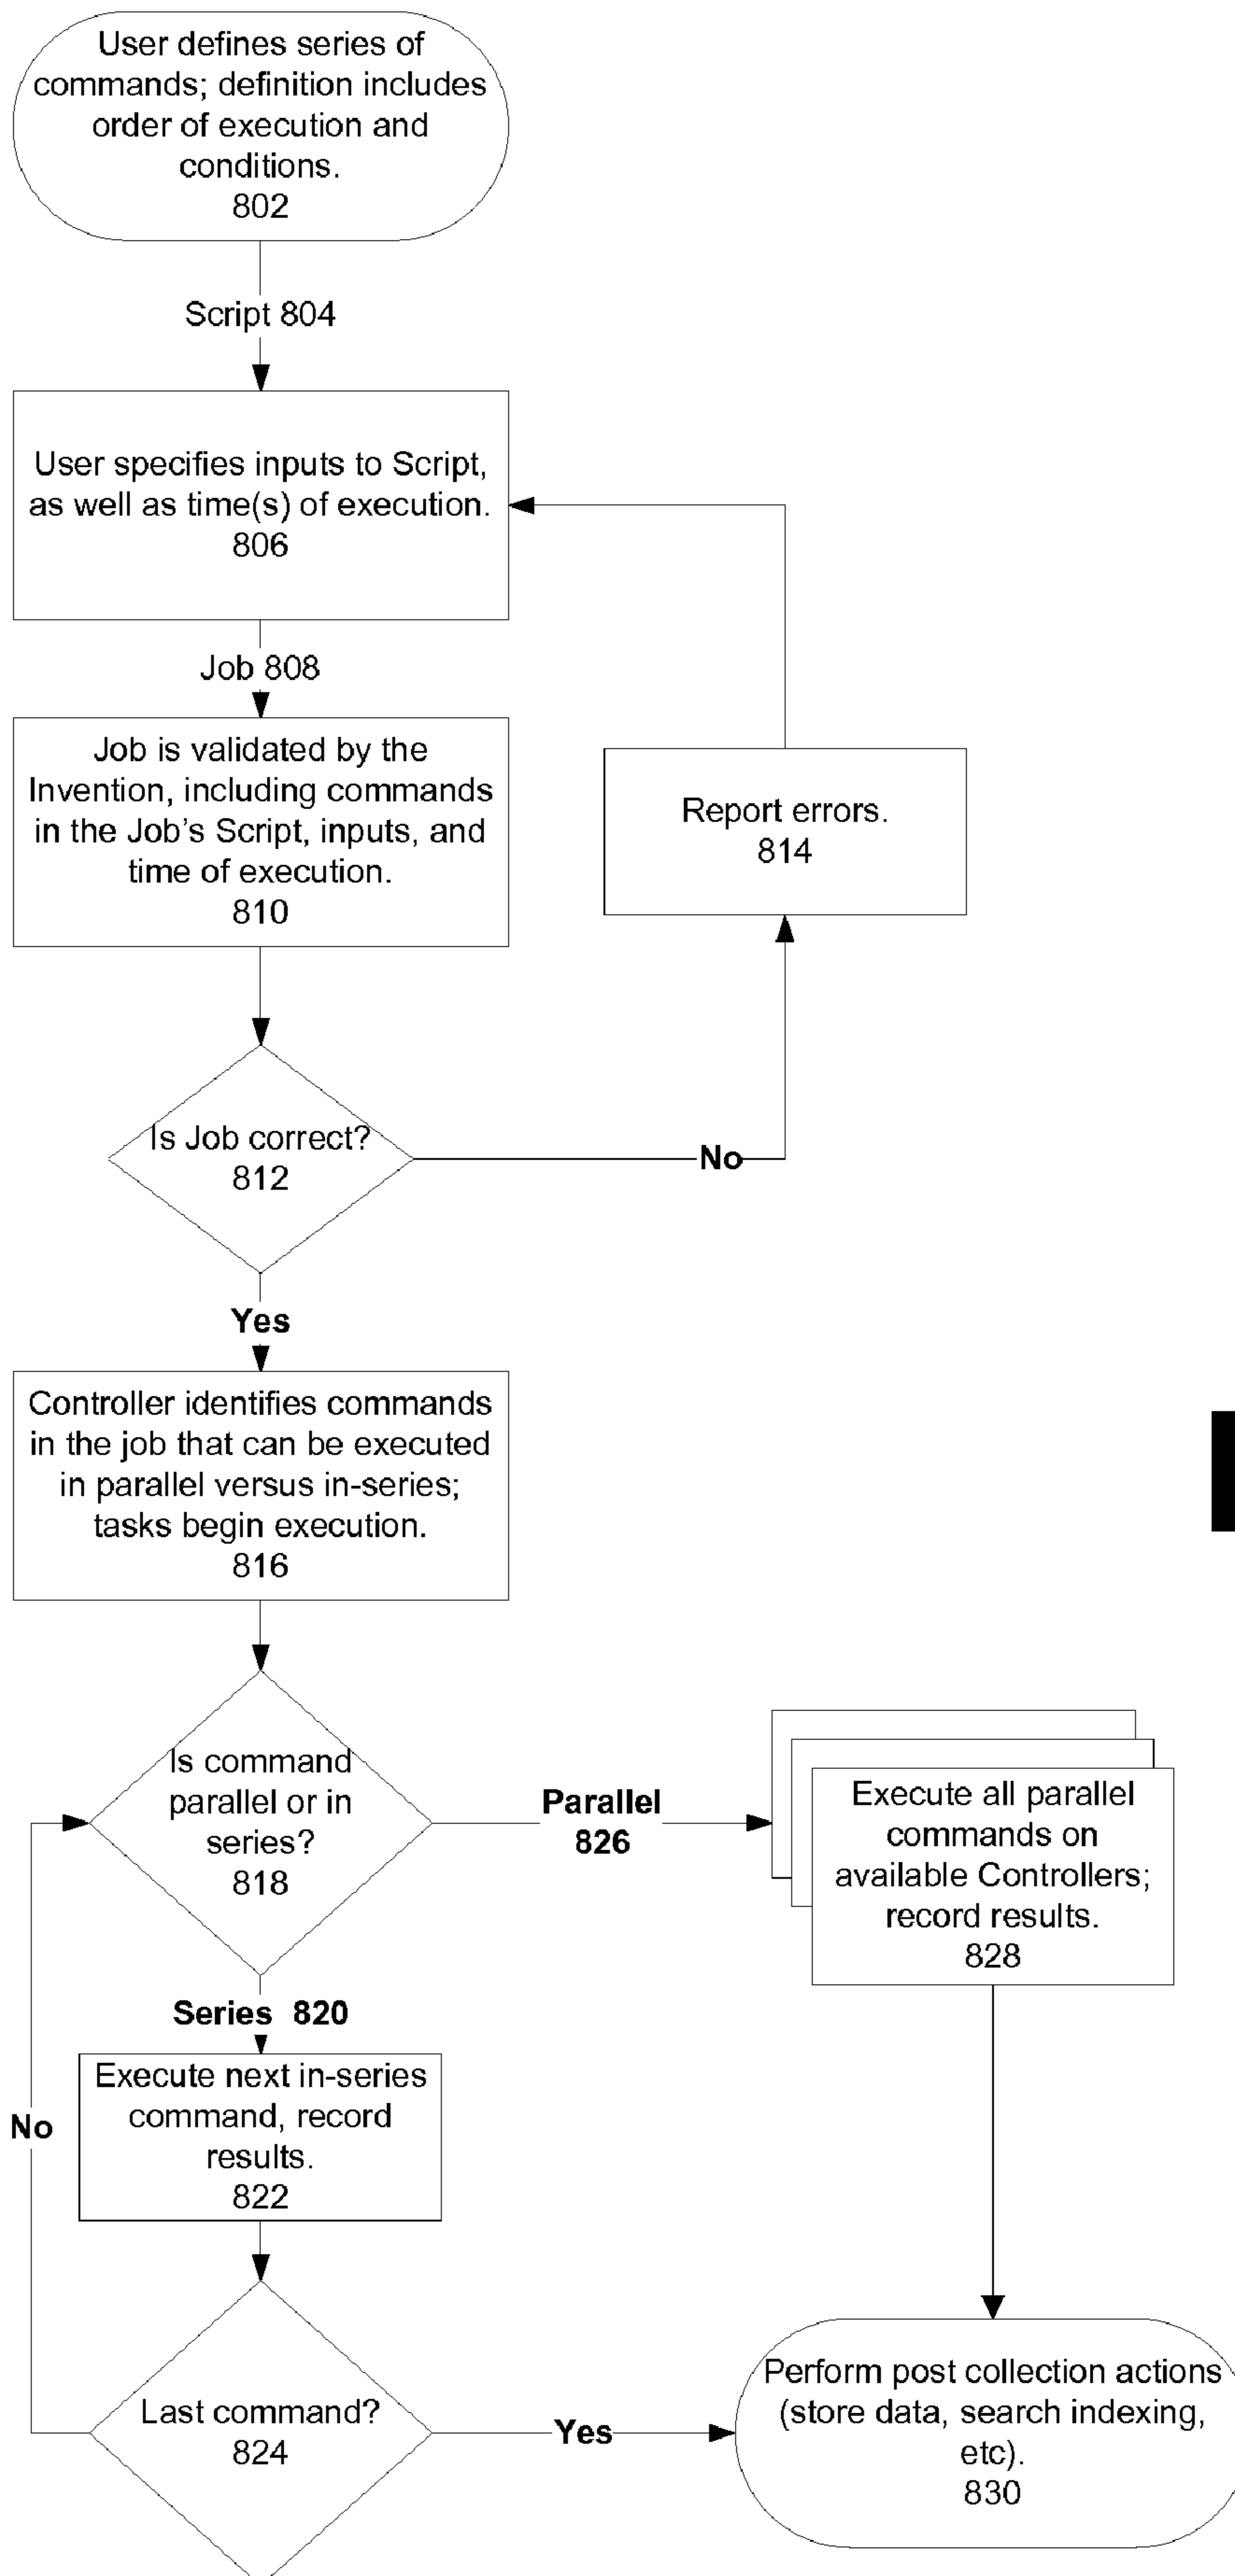 User defines series of
commands; definition includes
order of execution and
conditions.
802
Script 804
User specifies inputs to Script,
as well as time(s) of execution.
806
Job 808
Job is validated by the
Invention, including commands
in the Job's Script, inputs, and
time of execution.
810
Report errors.
814
Is Job correct?
812
No
Yes
Controller identifies commands
in the job that can be executed
in parallel versus in-series;
tasks begin execution.
816
Is command
parallel or in
series?
818
Parallel
826
Execute all parallel
commands on
available Controllers;
record results.
828
Series 820
Execute next in-series
command, record
results.
822
No
Last command?
824
Yes
Perform post collection actions
(store data, search indexing,
etc).
830